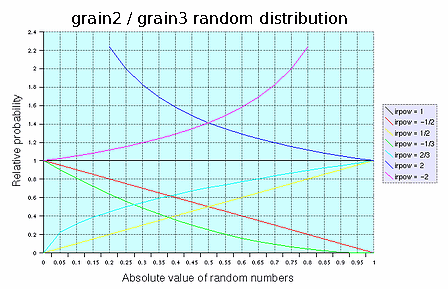 grain2 / grain3 random distribution
Relative probability
2.4
2.2
2
1.8
1.6
1.4
1.2
1
0.8
0.6
0.4
0.2
0
0 0.05 0.1 0.15 0.2 0.25 0.3 0.35 0.4 0.45 0.5 0.55 0.6 0.65 0.7 0.75 0.8 0.85 0.9 0.95 1
Absolute value of random numbers
irpow = 1
irpow = -1/2
irpow = 1/2
irpow = -1/3
irpow = 2/3
irpow = 2
irpow = -2